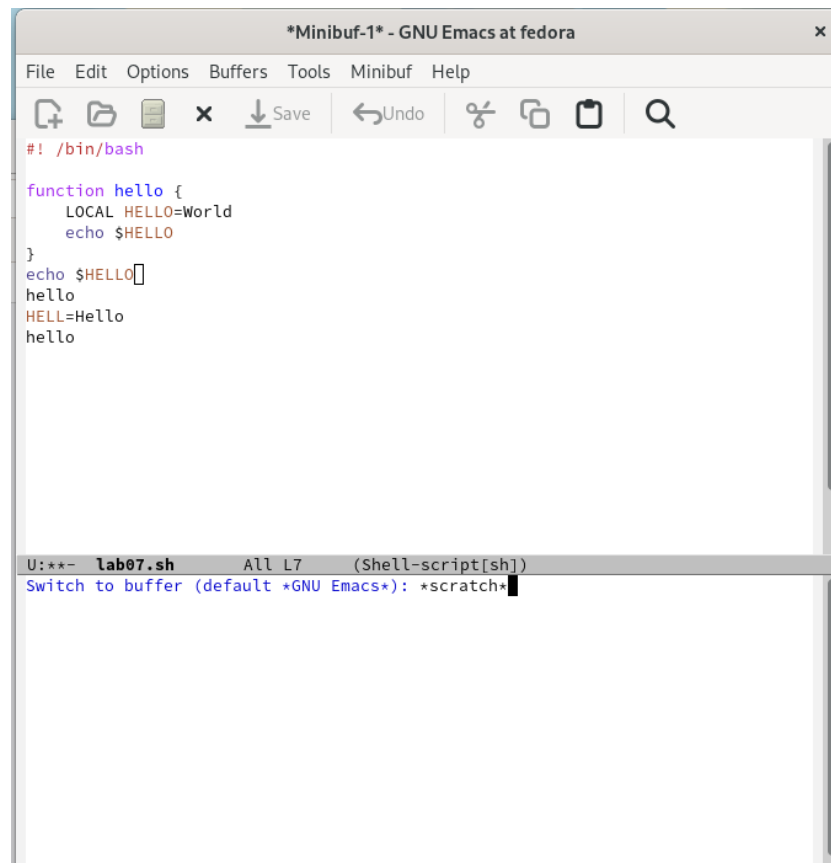 *Minibuf-1* - GNU Emacs at fedora
File Edit Options Buffers Tools Minibuf Help
Save Undo
#! /bin/bash
function hello {
    LOCAL HELLO=World
    echo $HELLO
}
echo $HELLO
hello
HELL=Hello
hello
U:**- lab07.sh All L7 (Shell-script[sh])
Switch to buffer (default *GNU Emacs*): *scratch*